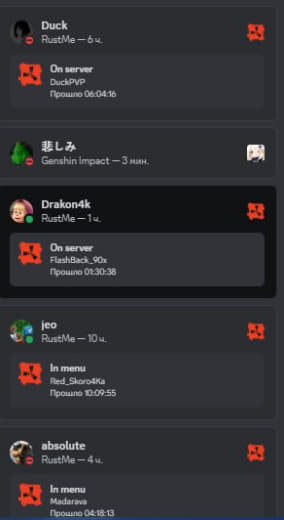 Duck
RustMe — 6 ч.
On server
DuckPVP
Прошло 06:04:16
悲しみ
Genshin Impact — 3 мин.
Drakon4k
RustMe — 1 ч.
On server
FlashBack_90x
Прошло 01:30:38
jeo
RustMe — 10 ч.
In menu
Red_Skoro4Ka
Прошло 10:09:55
absolute
RustMe — 4 ч.
In menu
Madarava
Прошло 04:18:13